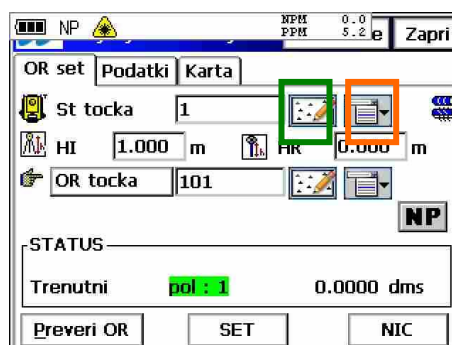 NP NPM 0.0
PPM 5.2 e Zapri
OR set Podatki Karta
St tocka 1
HI 1.000 m HR 0.000 m
OR tocka 101
NP
STATUS
Trenutni pol : 1 0.0000 dms
Preveri OR SET NIC